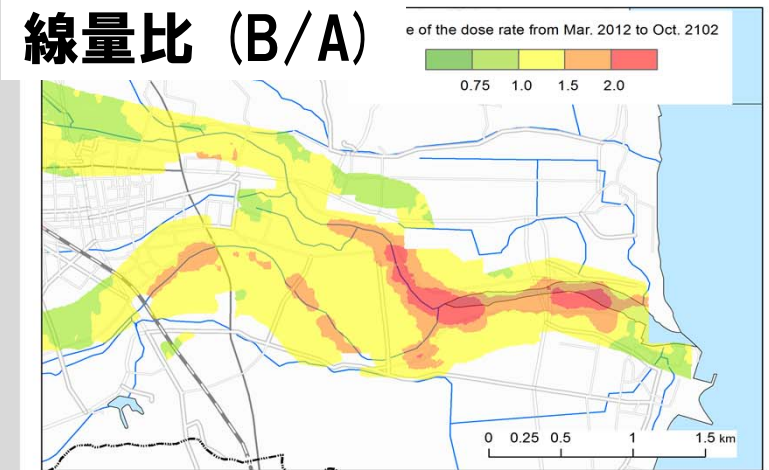 線量比 (B/A)
e of the dose rate from Mar. 2012 to Oct. 2102
0.75 1.0 1.5 2.0
0 0.25 0.5 1 1.5 km